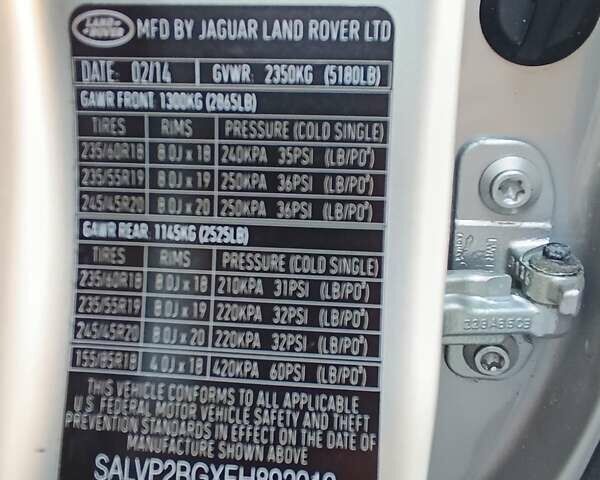 LAND ROVER MFD BY JAGUAR LAND ROVER LTD
DATE: 02/14 GVWR: 2350KG (5180LB)
GAWR FRONT: 1300KG (2865LB)
TIRES RIMS PRESSURE (COLD SINGLE)
235/60R18 8.0J x 18 240KPA 35PSI (LB/PO²)
235/55R19 8.0J x 19 250KPA 36PSI (LB/PO²)
245/45R20 8.0J x 20 250KPA 36PSI (LB/PO²)
GAWR REAR: 1145KG (2525LB)
TIRES RIMS PRESSURE (COLD SINGLE)
235/60R18 8.0J x 18 210KPA 31PSI (LB/PO²)
235/55R19 8.0J x 19 220KPA 32PSI (LB/PO²)
245/45R20 8.0J x 20 220KPA 32PSI (LB/PO²)
155/85R18 4.0J x 18 420KPA 60PSI (LB/PO²)
THIS VEHICLE CONFORMS TO ALL APPLICABLE
U.S. FEDERAL MOTOR VEHICLE SAFETY AND THEFT
PREVENTION STANDARDS IN EFFECT ON THE DATE OF
MANUFACTURE SHOWN ABOVE